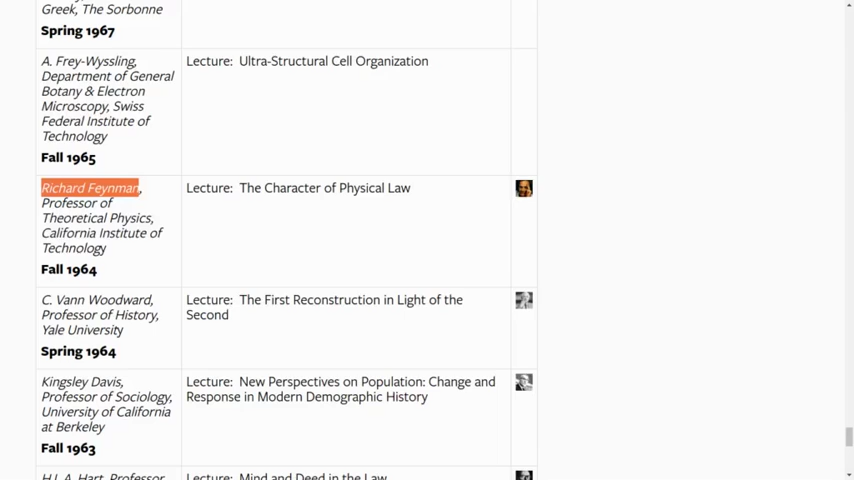 Greek, The Sorbonne
Spring 1967
A. Frey-Wyssling,
Department of General
Botany & Electron
Microscopy, Swiss
Federal Institute of
Technology
Fall 1965
Lecture: Ultra-Structural Cell Organization
Richard Feynman,
Professor of
Theoretical Physics,
California Institute of
Technology
Fall 1964
Lecture: The Character of Physical Law
C. Vann Woodward,
Professor of History,
Yale University
Spring 1964
Lecture: The First Reconstruction in Light of the
Second
Kingsley Davis,
Professor of Sociology,
University of California
at Berkeley
Fall 1963
Lecture: New Perspectives on Population: Change and
Response in Modern Demographic History
H.L.A. Hart, Professor
Lecture: Mind and Deed in the Law